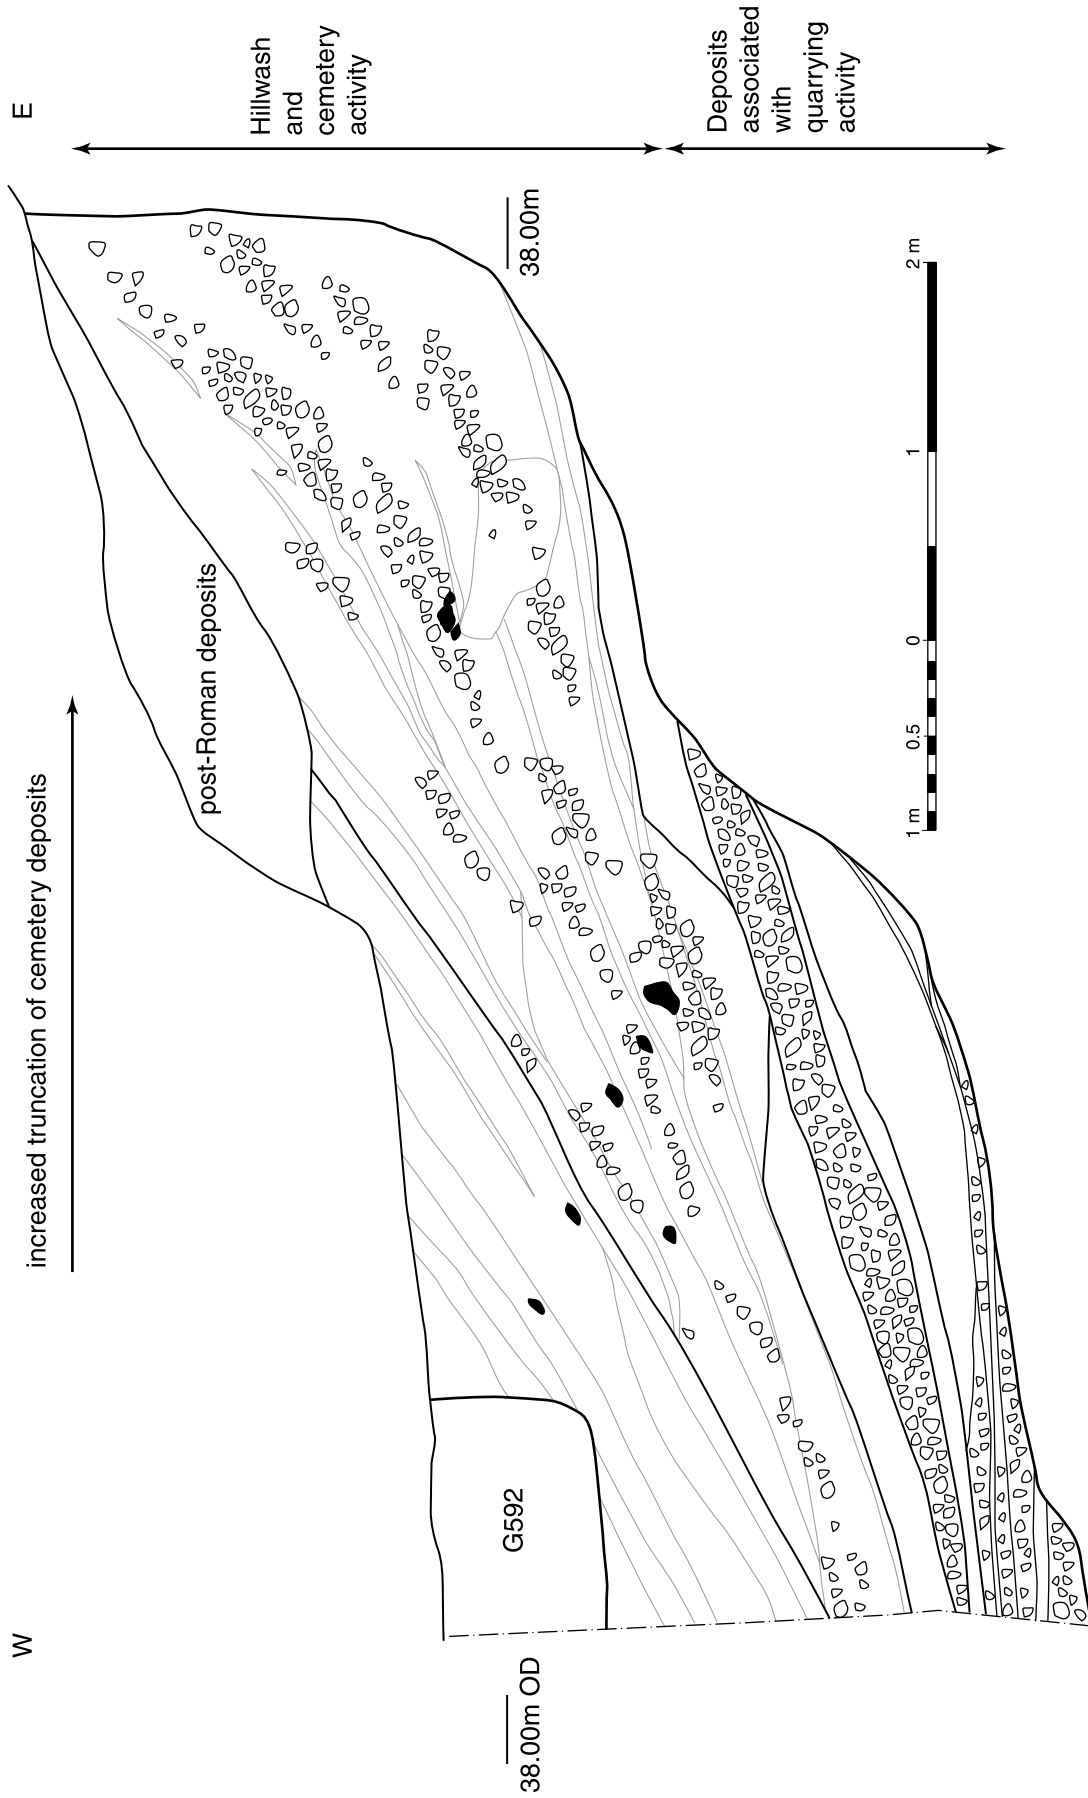 W
E
increased truncation of cemetery deposits
Hillwash
and
cemetery
activity
post-Roman deposits
38.00m OD
G592
38.00m
Deposits
associated
with
quarrying
activity
1 m
0.5
0
1
2 m